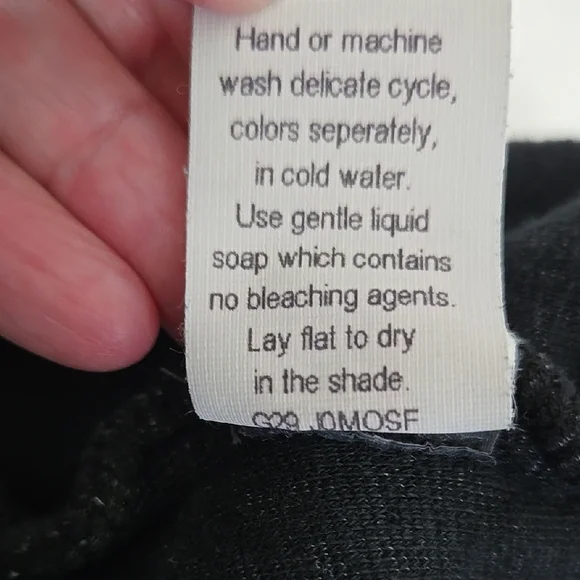 Hand or machine
wash delicate cycle,
colors seperately,
in cold water.
Use gentle liquid
soap which contains
no bleaching agents.
Lay flat to dry
in the shade.